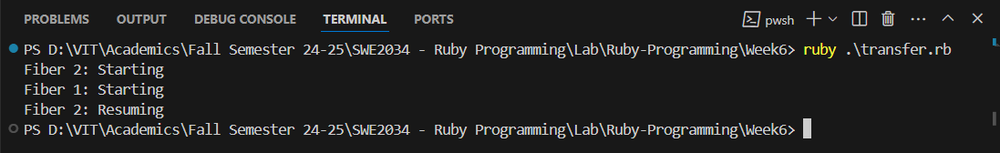 PROBLEMS OUTPUT DEBUG CONSOLE TERMINAL PORTS pwsh
PS D:\VIT\Academics\Fall Semester 24-25\SWE2034 - Ruby Programming\Lab\Ruby-Programming\Week6> ruby .\transfer.rb
Fiber 2: Starting
Fiber 1: Starting
Fiber 2: Resuming
PS D:\VIT\Academics\Fall Semester 24-25\SWE2034 - Ruby Programming\Lab\Ruby-Programming\Week6>